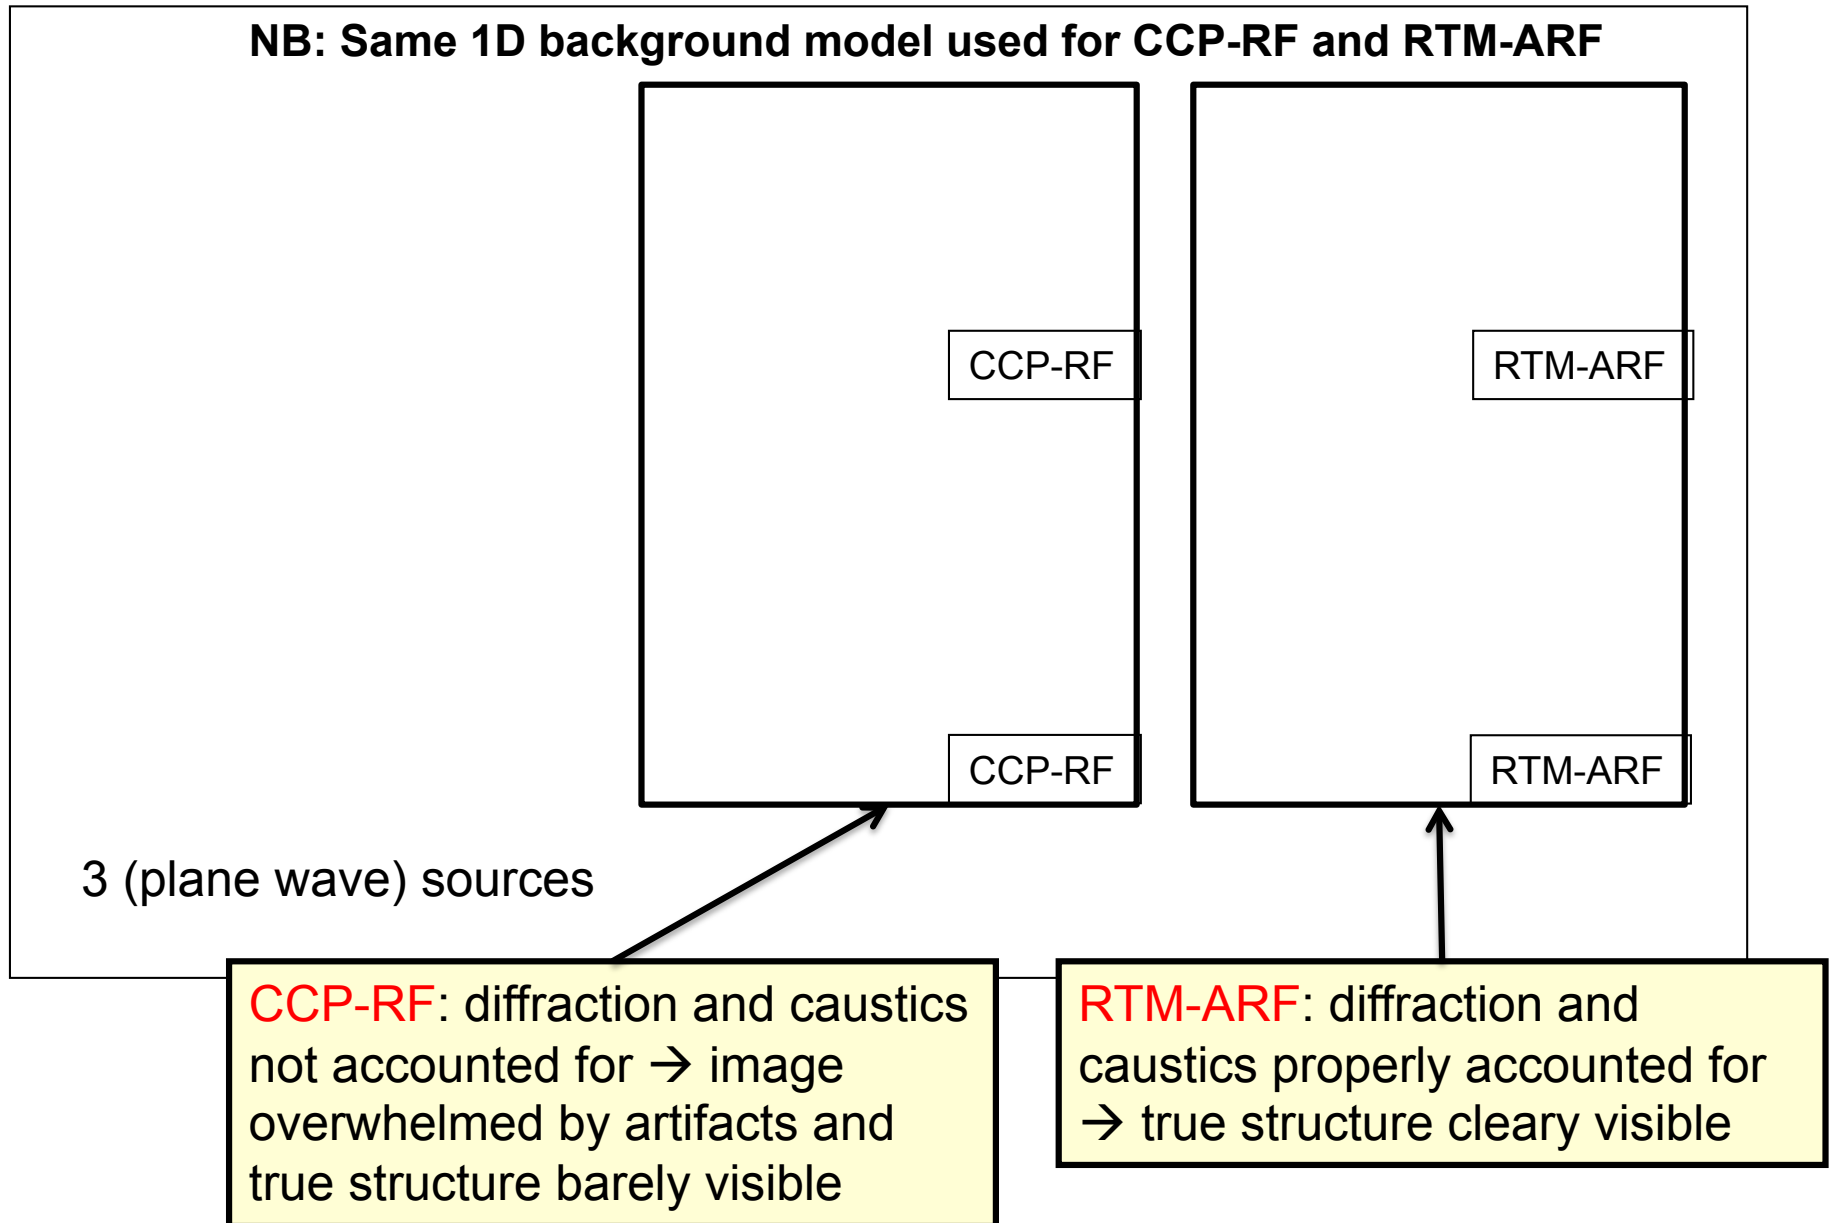 NB: Same 1D background model used for CCP-RF and RTM-ARF
CCP-RF
RTM-ARF
CCP-RF
RTM-ARF
3 (plane wave) sources
CCP-RF: diffraction and caustics
not accounted for → image
overwhelmed by artifacts and
true structure barely visible
RTM-ARF: diffraction and
caustics properly accounted for
→ true structure cleary visible